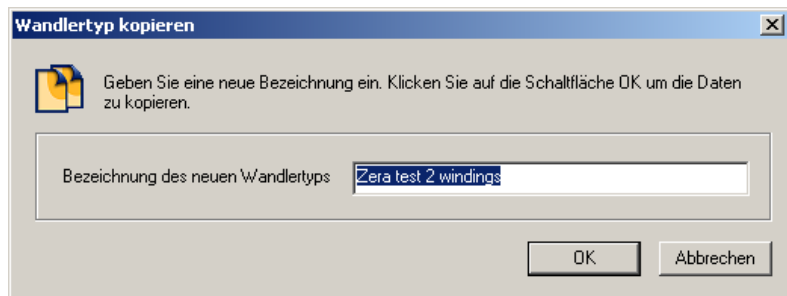 Wandlertyp kopieren
Geben Sie eine neue Bezeichnung ein. Klicken Sie auf die Schaltfläche OK um die Daten
zu kopieren.
Bezeichnung des neuen Wandlertyps Zera test 2 windings
OK Abbrechen